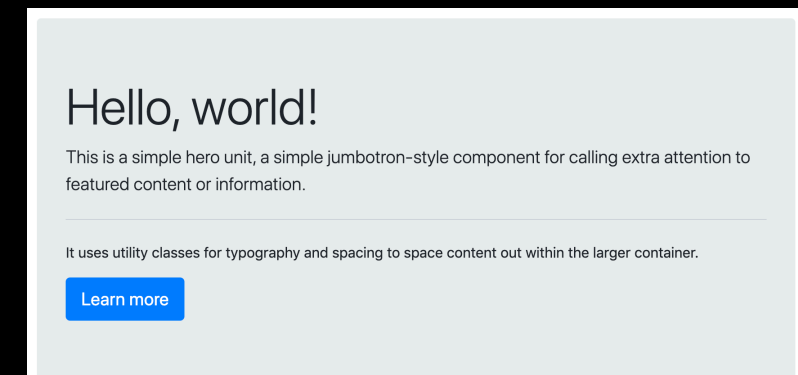 Hello, world!
This is a simple hero unit, a simple jumbotron-style component for calling extra attention to
featured content or information.
It uses utility classes for typography and spacing to space content out within the larger container.
Learn more